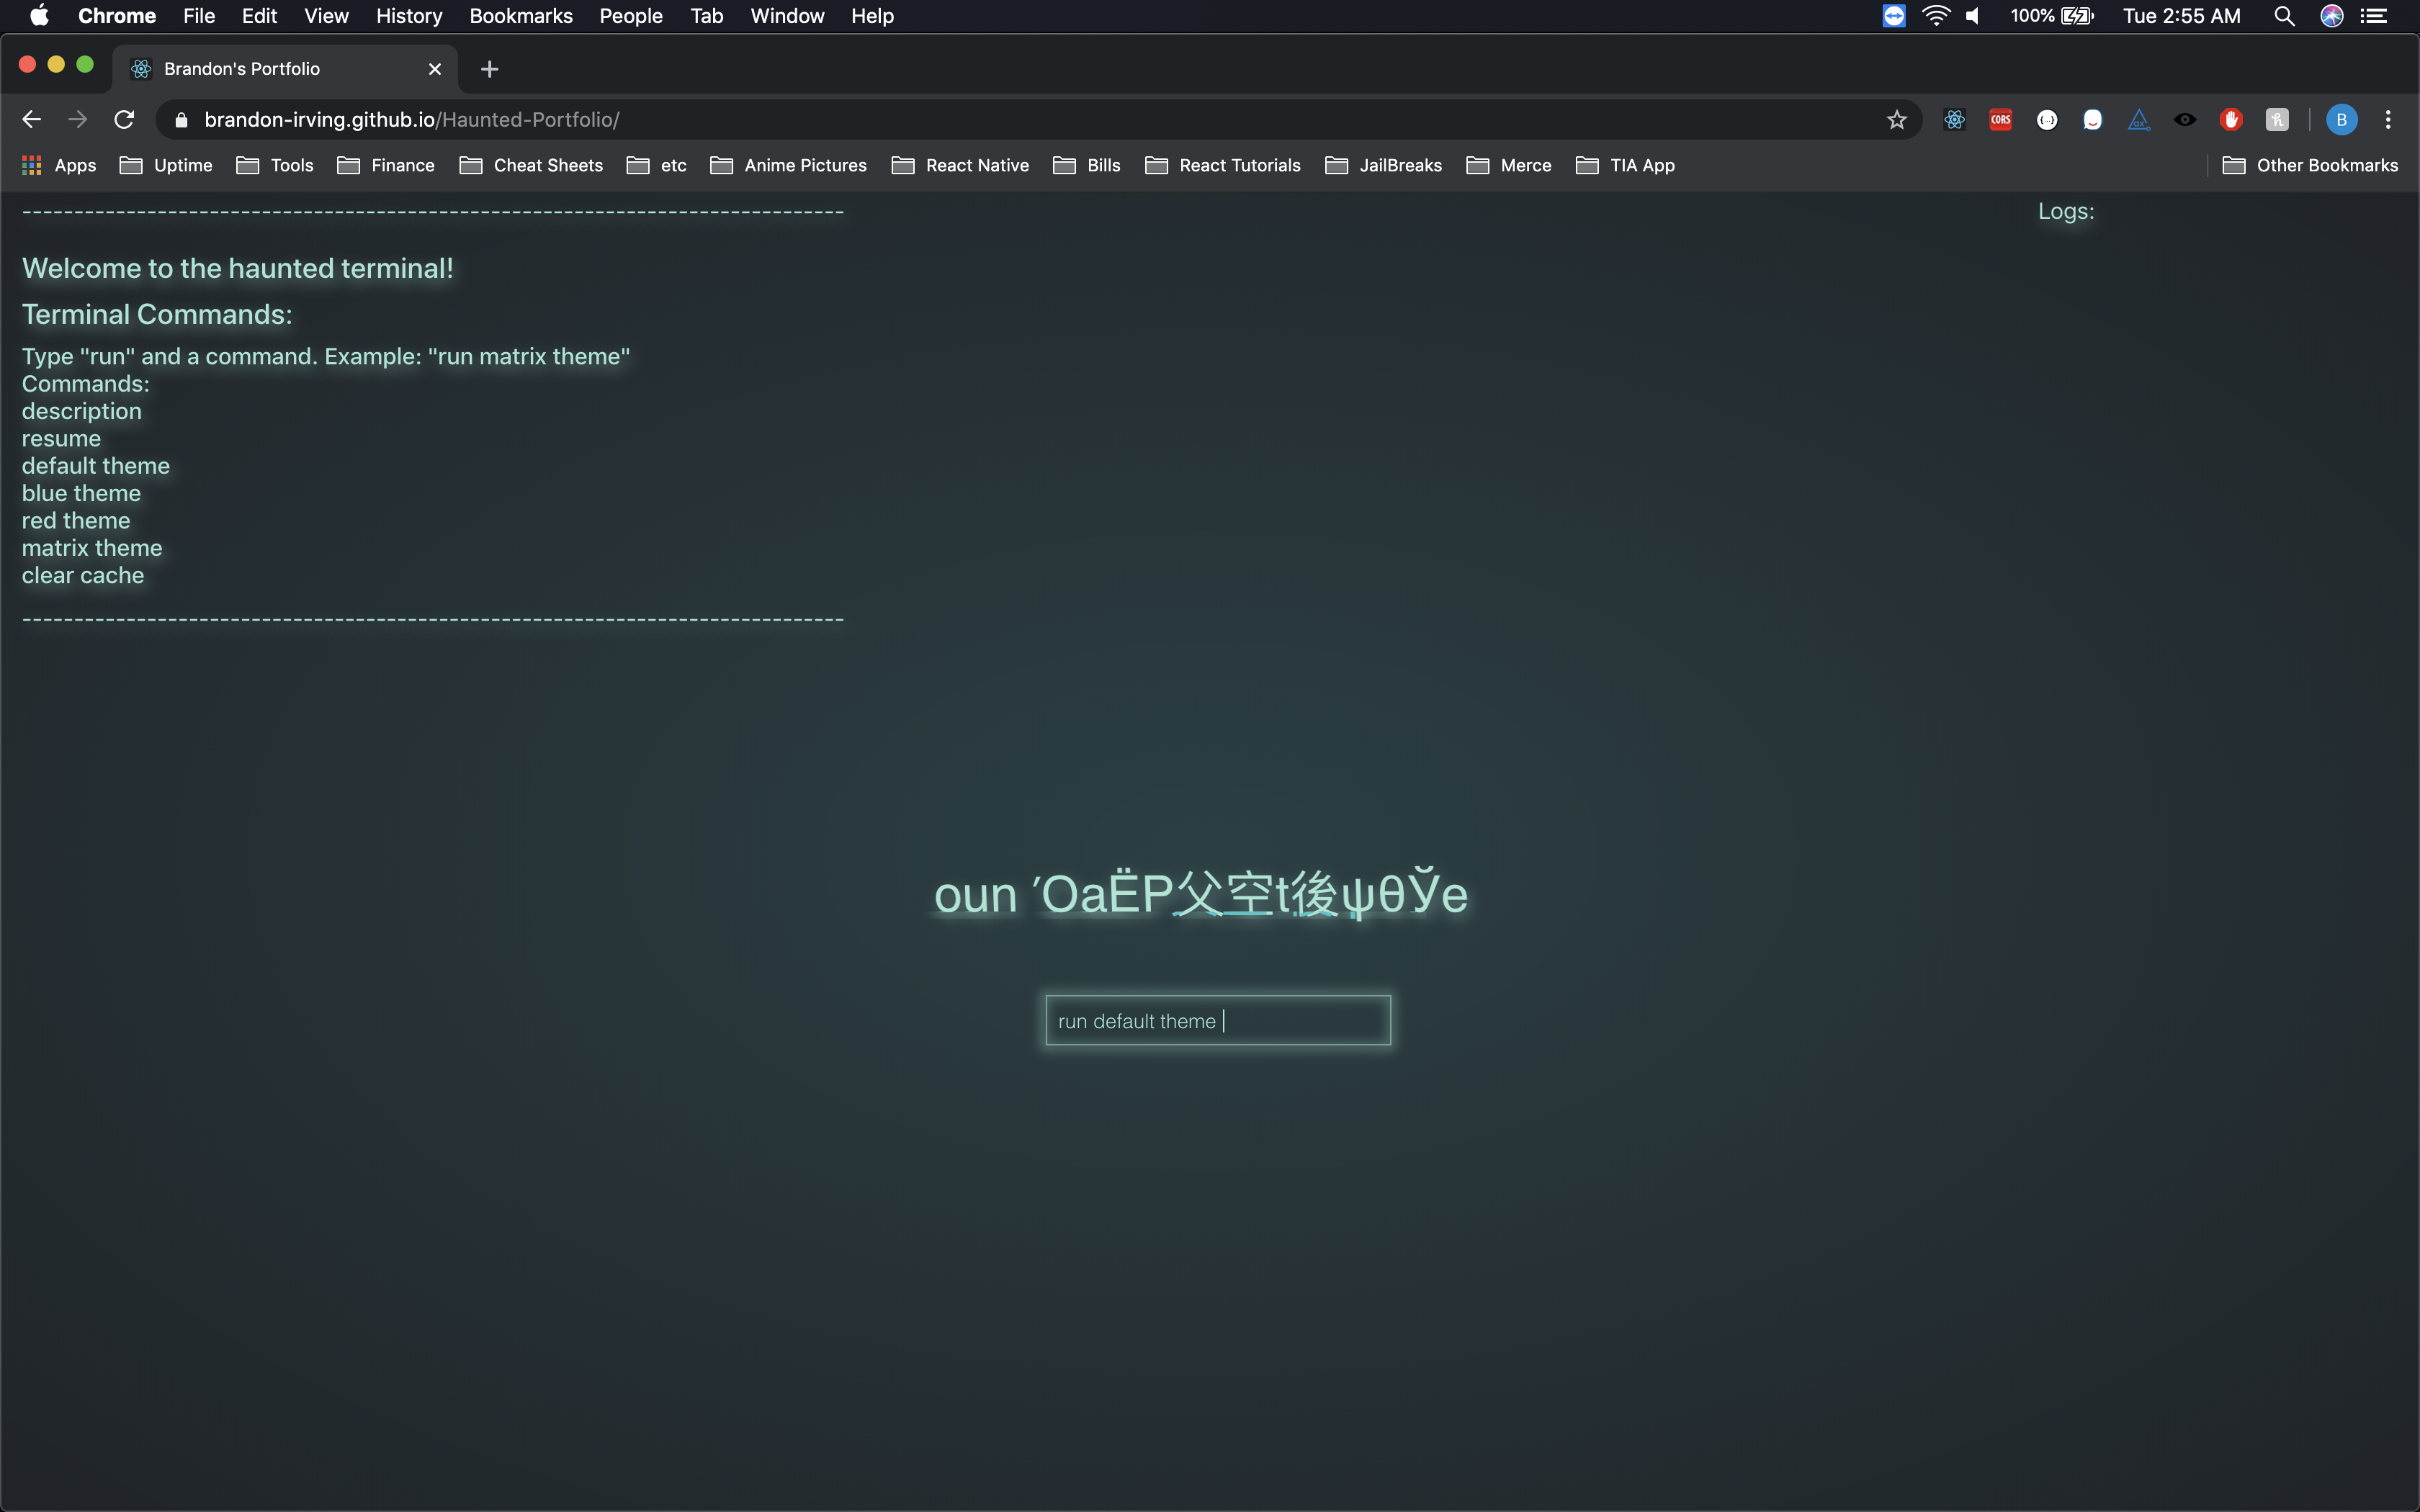 Chrome File Edit View History Bookmarks People Tab Window Help 100% Tue 2:55 AM
Brandon's Portfolio
brandon-irving.github.io/Haunted-Portfolio/ CORS B
Apps Uptime Tools Finance Cheat Sheets etc Anime Pictures React Native Bills React Tutorials JailBreaks Merce TIA App Other Bookmarks
-------------------------------------------------------------------------------
Logs:
Welcome to the haunted terminal!
Terminal Commands:
Type "run" and a command. Example: "run matrix theme"
Commands:
description
resume
default theme
blue theme
red theme
matrix theme
clear cache
-------------------------------------------------------------------------------
oun ΌaËP父空t後ψθЎe
run default theme